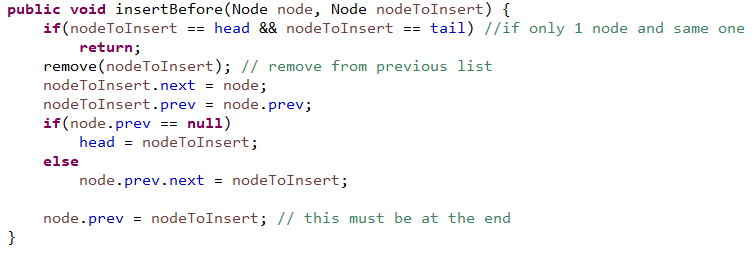 public void insertBefore(Node node, Node nodeToInsert) {
    if(nodeToInsert == head && nodeToInsert == tail) //if only 1 node and same one
        return;
    remove(nodeToInsert); // remove from previous list
    nodeToInsert.next = node;
    nodeToInsert.prev = node.prev;
    if(node.prev == null)
        head = nodeToInsert;
    else
        node.prev.next = nodeToInsert;

    node.prev = nodeToInsert; // this must be at the end
}